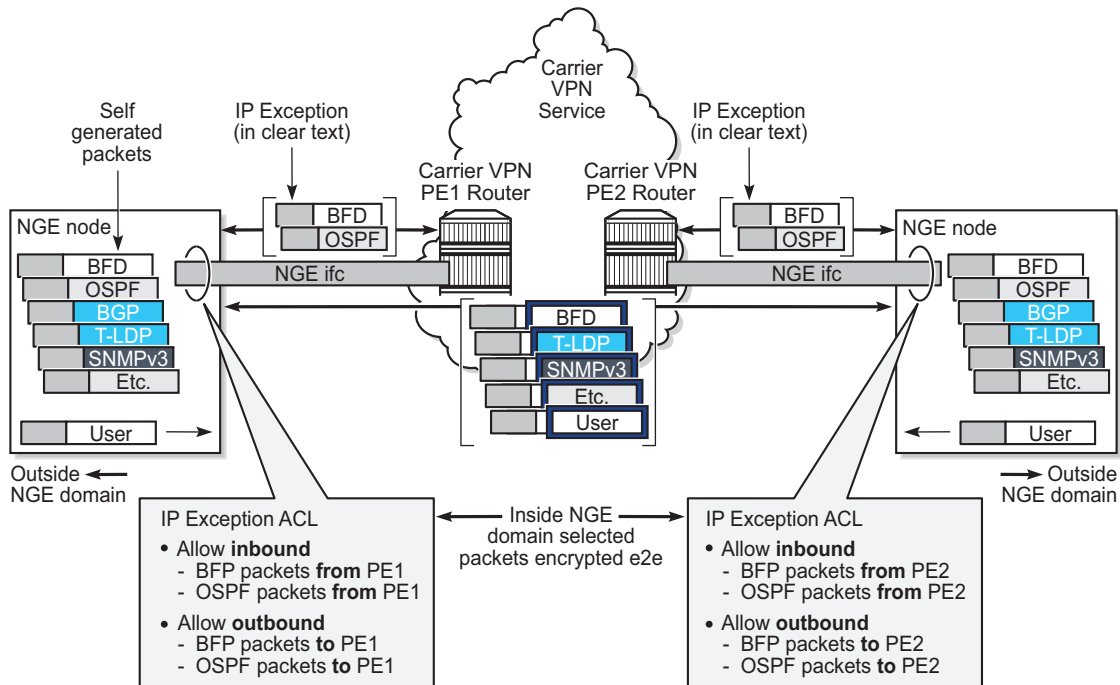 Carrier
VPN
Service
Self
generated
packets
IP Exception
(in clear text)
IP Exception
(in clear text)
Carrier VPN
PE1 Router
Carrier VPN
PE2 Router
BFD
OSPF
BFD
OSPF
NGE node
BFD
OSPF
BGP
T-LDP
SNMPv3
Etc.
User
NGE ifc
NGE ifc
BFD
T-LDP
SNMPv3
Etc.
User
NGE node
BFD
OSPF
BGP
T-LDP
SNMPv3
Etc.
User
Outside
NGE domain
Outside
NGE domain
Inside NGE
domain selected
packets encrypted e2e
IP Exception ACL
• Allow inbound
- BFP packets from PE1
- OSPF packets from PE1
• Allow outbound
- BFP packets to PE1
- OSPF packets to PE1
IP Exception ACL
• Allow inbound
- BFP packets from PE2
- OSPF packets from PE2
• Allow outbound
- BFP packets to PE2
- OSPF packets to PE2